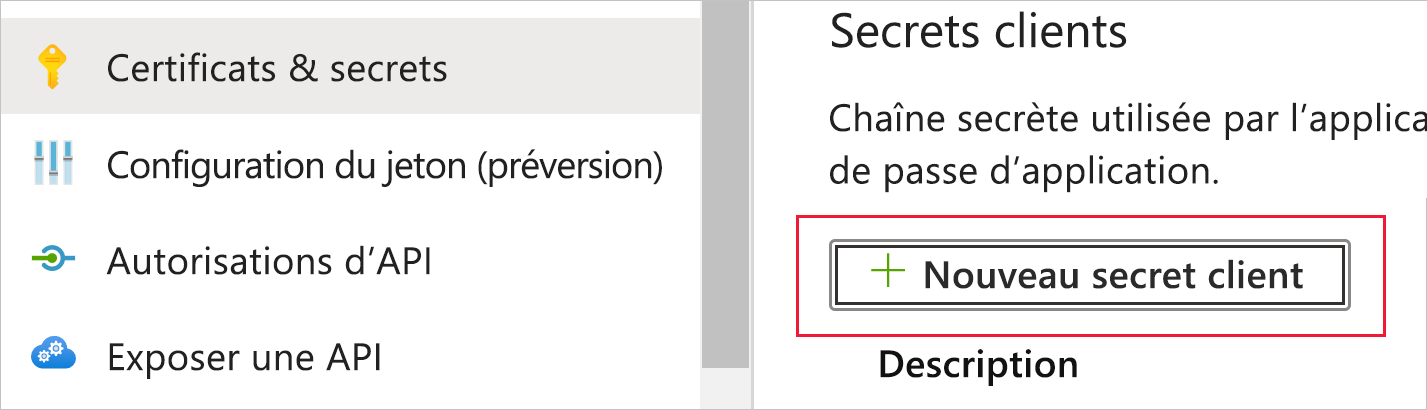 Certificats & secrets
Configuration du jeton (préversion)
Autorisations d’API
Exposer une API
Secrets clients
Chaîne secrète utilisée par l’applica
de passe d’application.
Nouveau secret client
Description